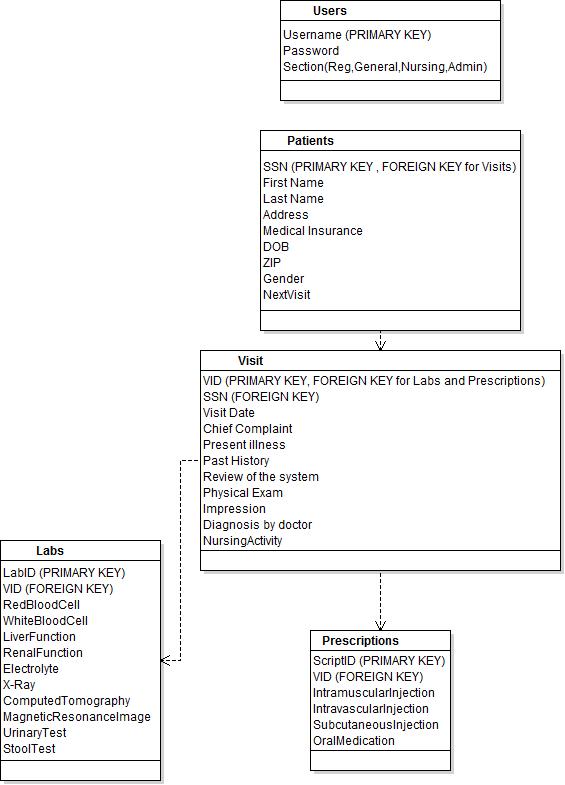 Users
Username (PRIMARY KEY)
Password
Section(Reg,General,Nursing,Admin)
Patients
SSN (PRIMARY KEY , FOREIGN KEY for Visits)
First Name
Last Name
Address
Medical Insurance
DOB
ZIP
Gender
NextVisit
Visit
VID (PRIMARY KEY, FOREIGN KEY for Labs and Prescriptions)
SSN (FOREIGN KEY)
Visit Date
Chief Complaint
Present illness
Past History
Review of the system
Physical Exam
Impression
Diagnosis by doctor
NursingActivity
Labs
LabID (PRIMARY KEY)
VID (FOREIGN KEY)
RedBloodCell
WhiteBloodCell
LiverFunction
RenalFunction
Electrolyte
X-Ray
ComputedTomography
MagneticResonanceImage
UrinaryTest
StoolTest
Prescriptions
ScriptID (PRIMARY KEY)
VID (FOREIGN KEY)
IntramuscularInjection
IntravascularInjection
SubcutaneousInjection
OralMedication